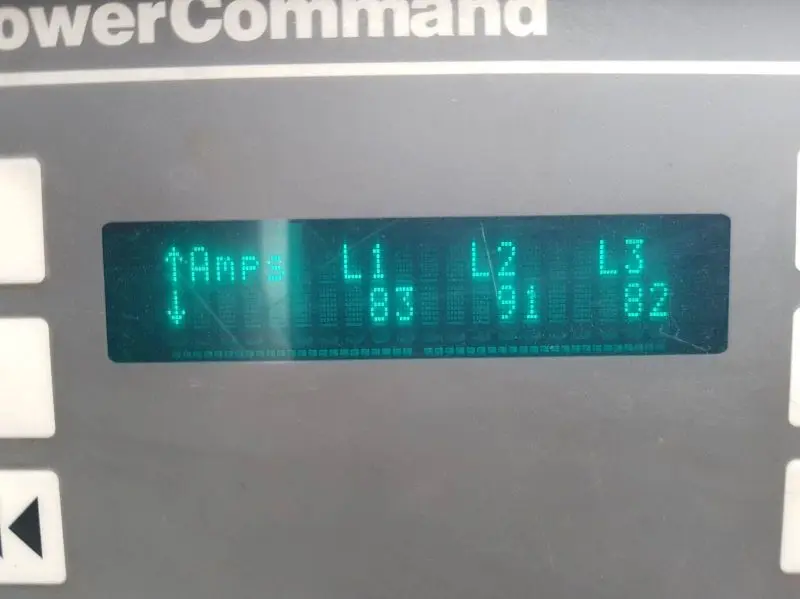 owerCommand
↑Amps L1 L2 L3
↓ 83 91 82